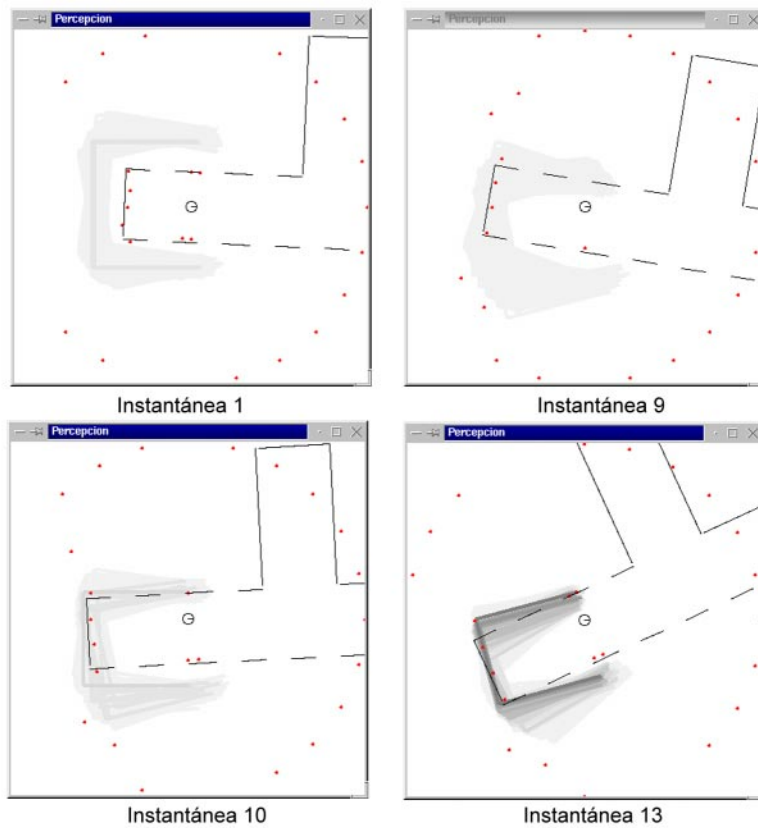 Percepcion
Percepcion
Instantánea 1
Instantánea 9
Percepcion
Percepcion
Instantánea 10
Instantánea 13